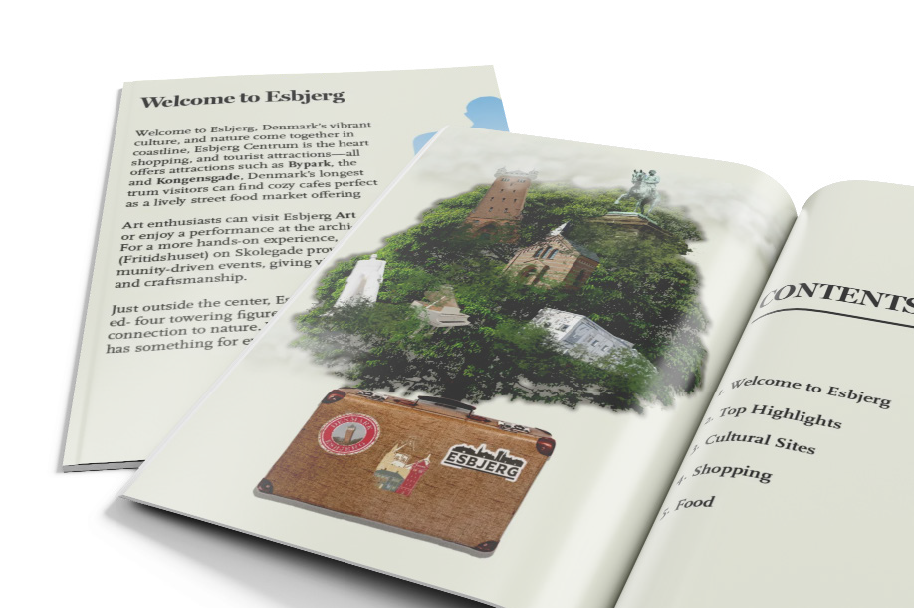 Welcome to Esbjerg
Welcome to Esbjerg, Denmark's vibrant
culture, and nature come together in
coastline, Esbjerg Centrum is the heart
shopping, and tourist attractions—all
offers attractions such as Bypark, the
and Kongensgade, Denmark's longest
trum visitors can find cozy cafes perfect
as a lively street food market offering
Art enthusiasts can visit Esbjerg Art
or enjoy a performance at the archi-
For a more hands-on experience,
(Fritidshuset) on Skolegade prov
munity-driven events, giving v
and craftsmanship.
Just outside the center, Es
ed- four towering figure
connection to nature.
has something for e
DENMARK
ESBJERG
CONTENTS
1. Welcome to Esbjerg
2. Top Highlights
3. Cultural Sites
4. Shopping
5. Food